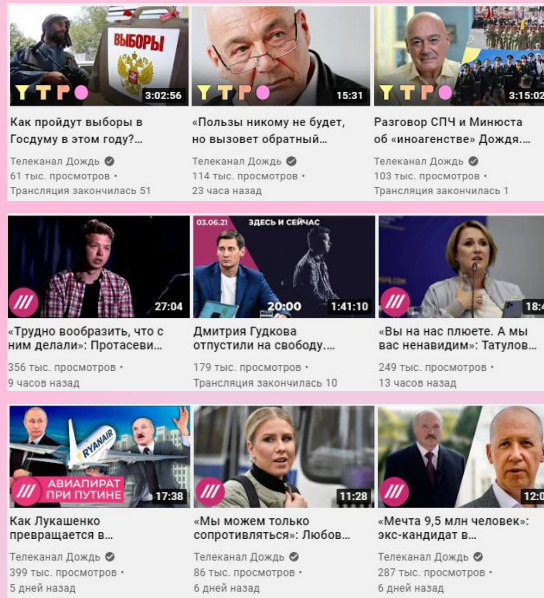 ВЫБОРЫ
УТРО
3:02:56
УТРО
15:31
УТРО
3:15:02
Как пройдут выборы в
Госдуму в этом году?...
Телеканал Дождь
61 тыс. просмотров •
Трансляция закончилась 51
«Пользы никому не будет,
но вызовет обратный...
Телеканал Дождь
114 тыс. просмотров •
23 часа назад
Разговор СПЧ и Минюста
об «иноагенстве» Дождя....
Телеканал Дождь
103 тыс. просмотров •
Трансляция закончилась 1
27:04
03.06.21 ЗДЕСЬ И СЕЙЧАС
20:00
1:41:10
18:4
«Трудно вообразить, что с
ним делали»: Протасеви...
356 тыс. просмотров •
9 часов назад
Дмитрия Гудкова
отпустили на свободу....
179 тыс. просмотров •
Трансляция закончилась 10
«Вы на нас плюете. А мы
вас ненавидим»: Татулов...
249 тыс. просмотров •
13 часов назад
RYANAIR
АВИАПИРАТ
ПРИ ПУТИНЕ
17:38
11:28
12:0
Как Лукашенко
превращается в...
Телеканал Дождь
399 тыс. просмотров •
5 дней назад
«Мы можем только
сопротивляться»: Любов...
Телеканал Дождь
86 тыс. просмотров •
6 дней назад
«Мечта 9,5 млн человек»:
экс-кандидат в...
Телеканал Дождь
287 тыс. просмотров •
6 дней назад